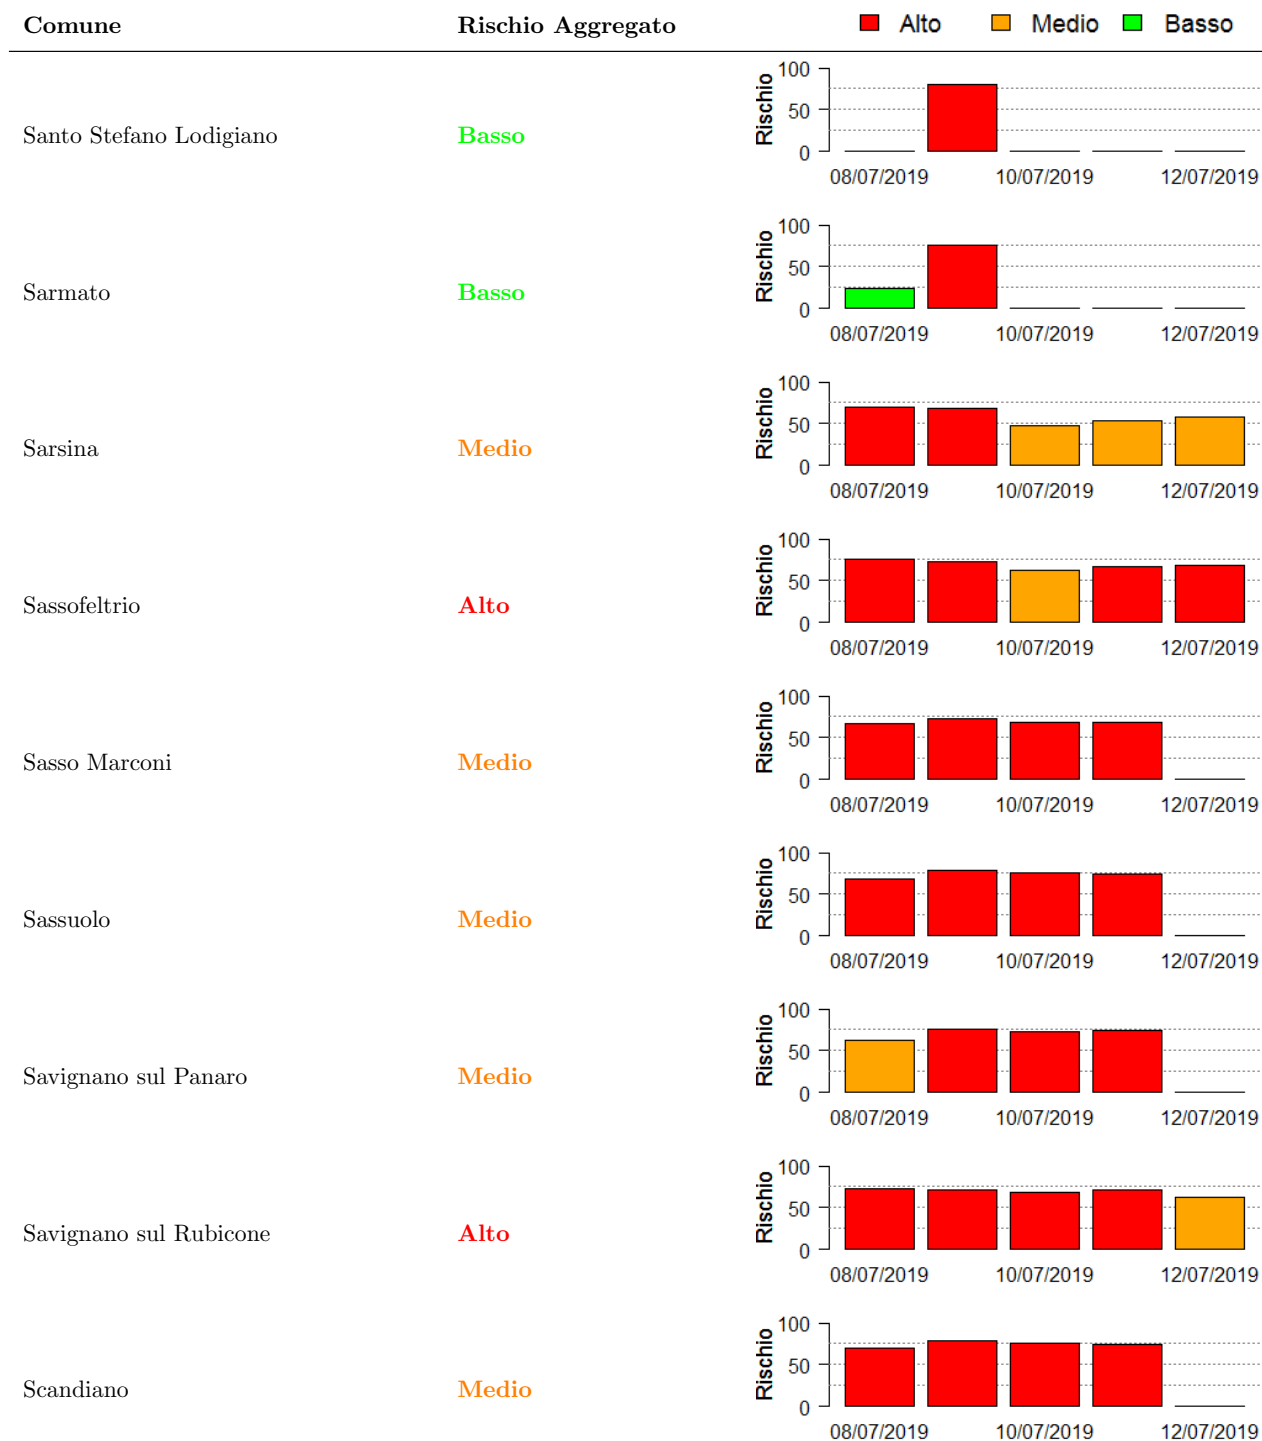 Comune Rischio Aggregato Alto Medio Basso
Santo Stefano Lodigiano Basso
Rischio
100
50
0
08/07/2019 10/07/2019 12/07/2019
Sarmato Basso
Rischio
100
50
0
08/07/2019 10/07/2019 12/07/2019
Sarsina Medio
Rischio
100
50
0
08/07/2019 10/07/2019 12/07/2019
Sassofeltrio Alto
Rischio
100
50
0
08/07/2019 10/07/2019 12/07/2019
Sasso Marconi Medio
Rischio
100
50
0
08/07/2019 10/07/2019 12/07/2019
Sassuolo Medio
Rischio
100
50
0
08/07/2019 10/07/2019 12/07/2019
Savignano sul Panaro Medio
Rischio
100
50
0
08/07/2019 10/07/2019 12/07/2019
Savignano sul Rubicone Alto
Rischio
100
50
0
08/07/2019 10/07/2019 12/07/2019
Scandiano Medio
Rischio
100
50
0
08/07/2019 10/07/2019 12/07/2019